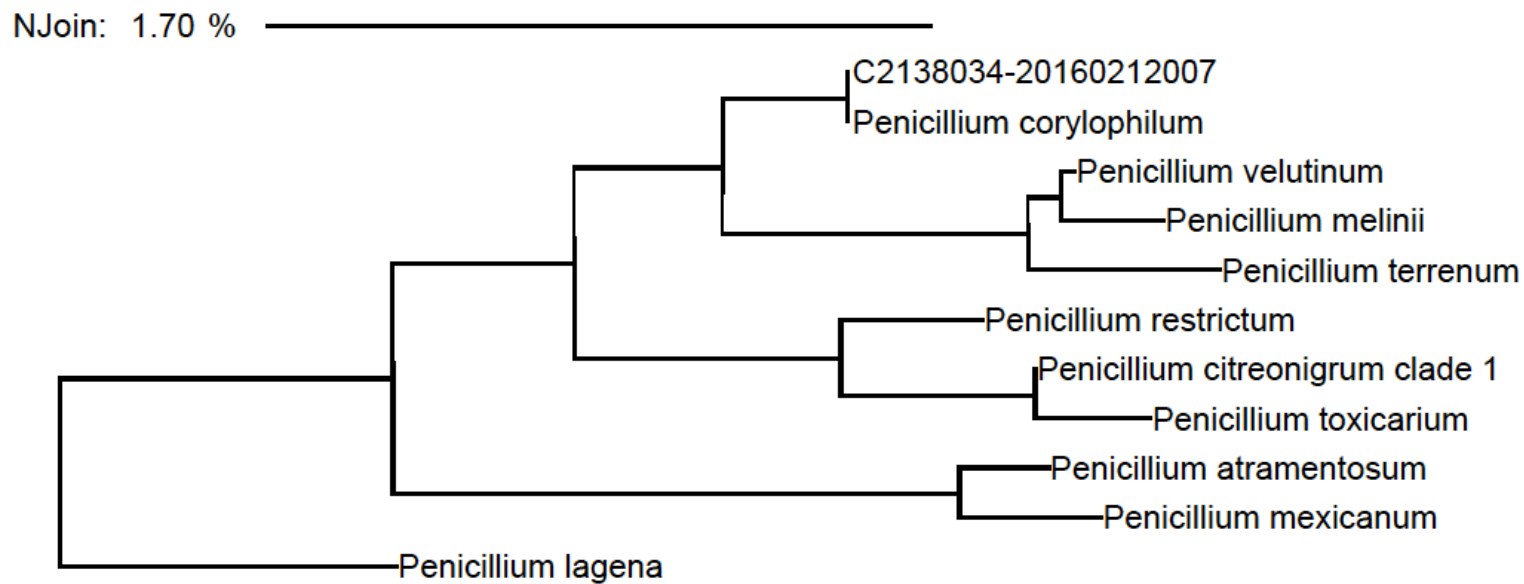 NJoin: 1.70 %
C2138034-20160212007
Penicillium corylophilum
Penicillium velutinum
Penicillium melinii
Penicillium terrenum
Penicillium restrictum
Penicillium citreonigrum clade 1
Penicillium toxicarium
Penicillium atramentosum
Penicillium mexicanum
Penicillium lagena